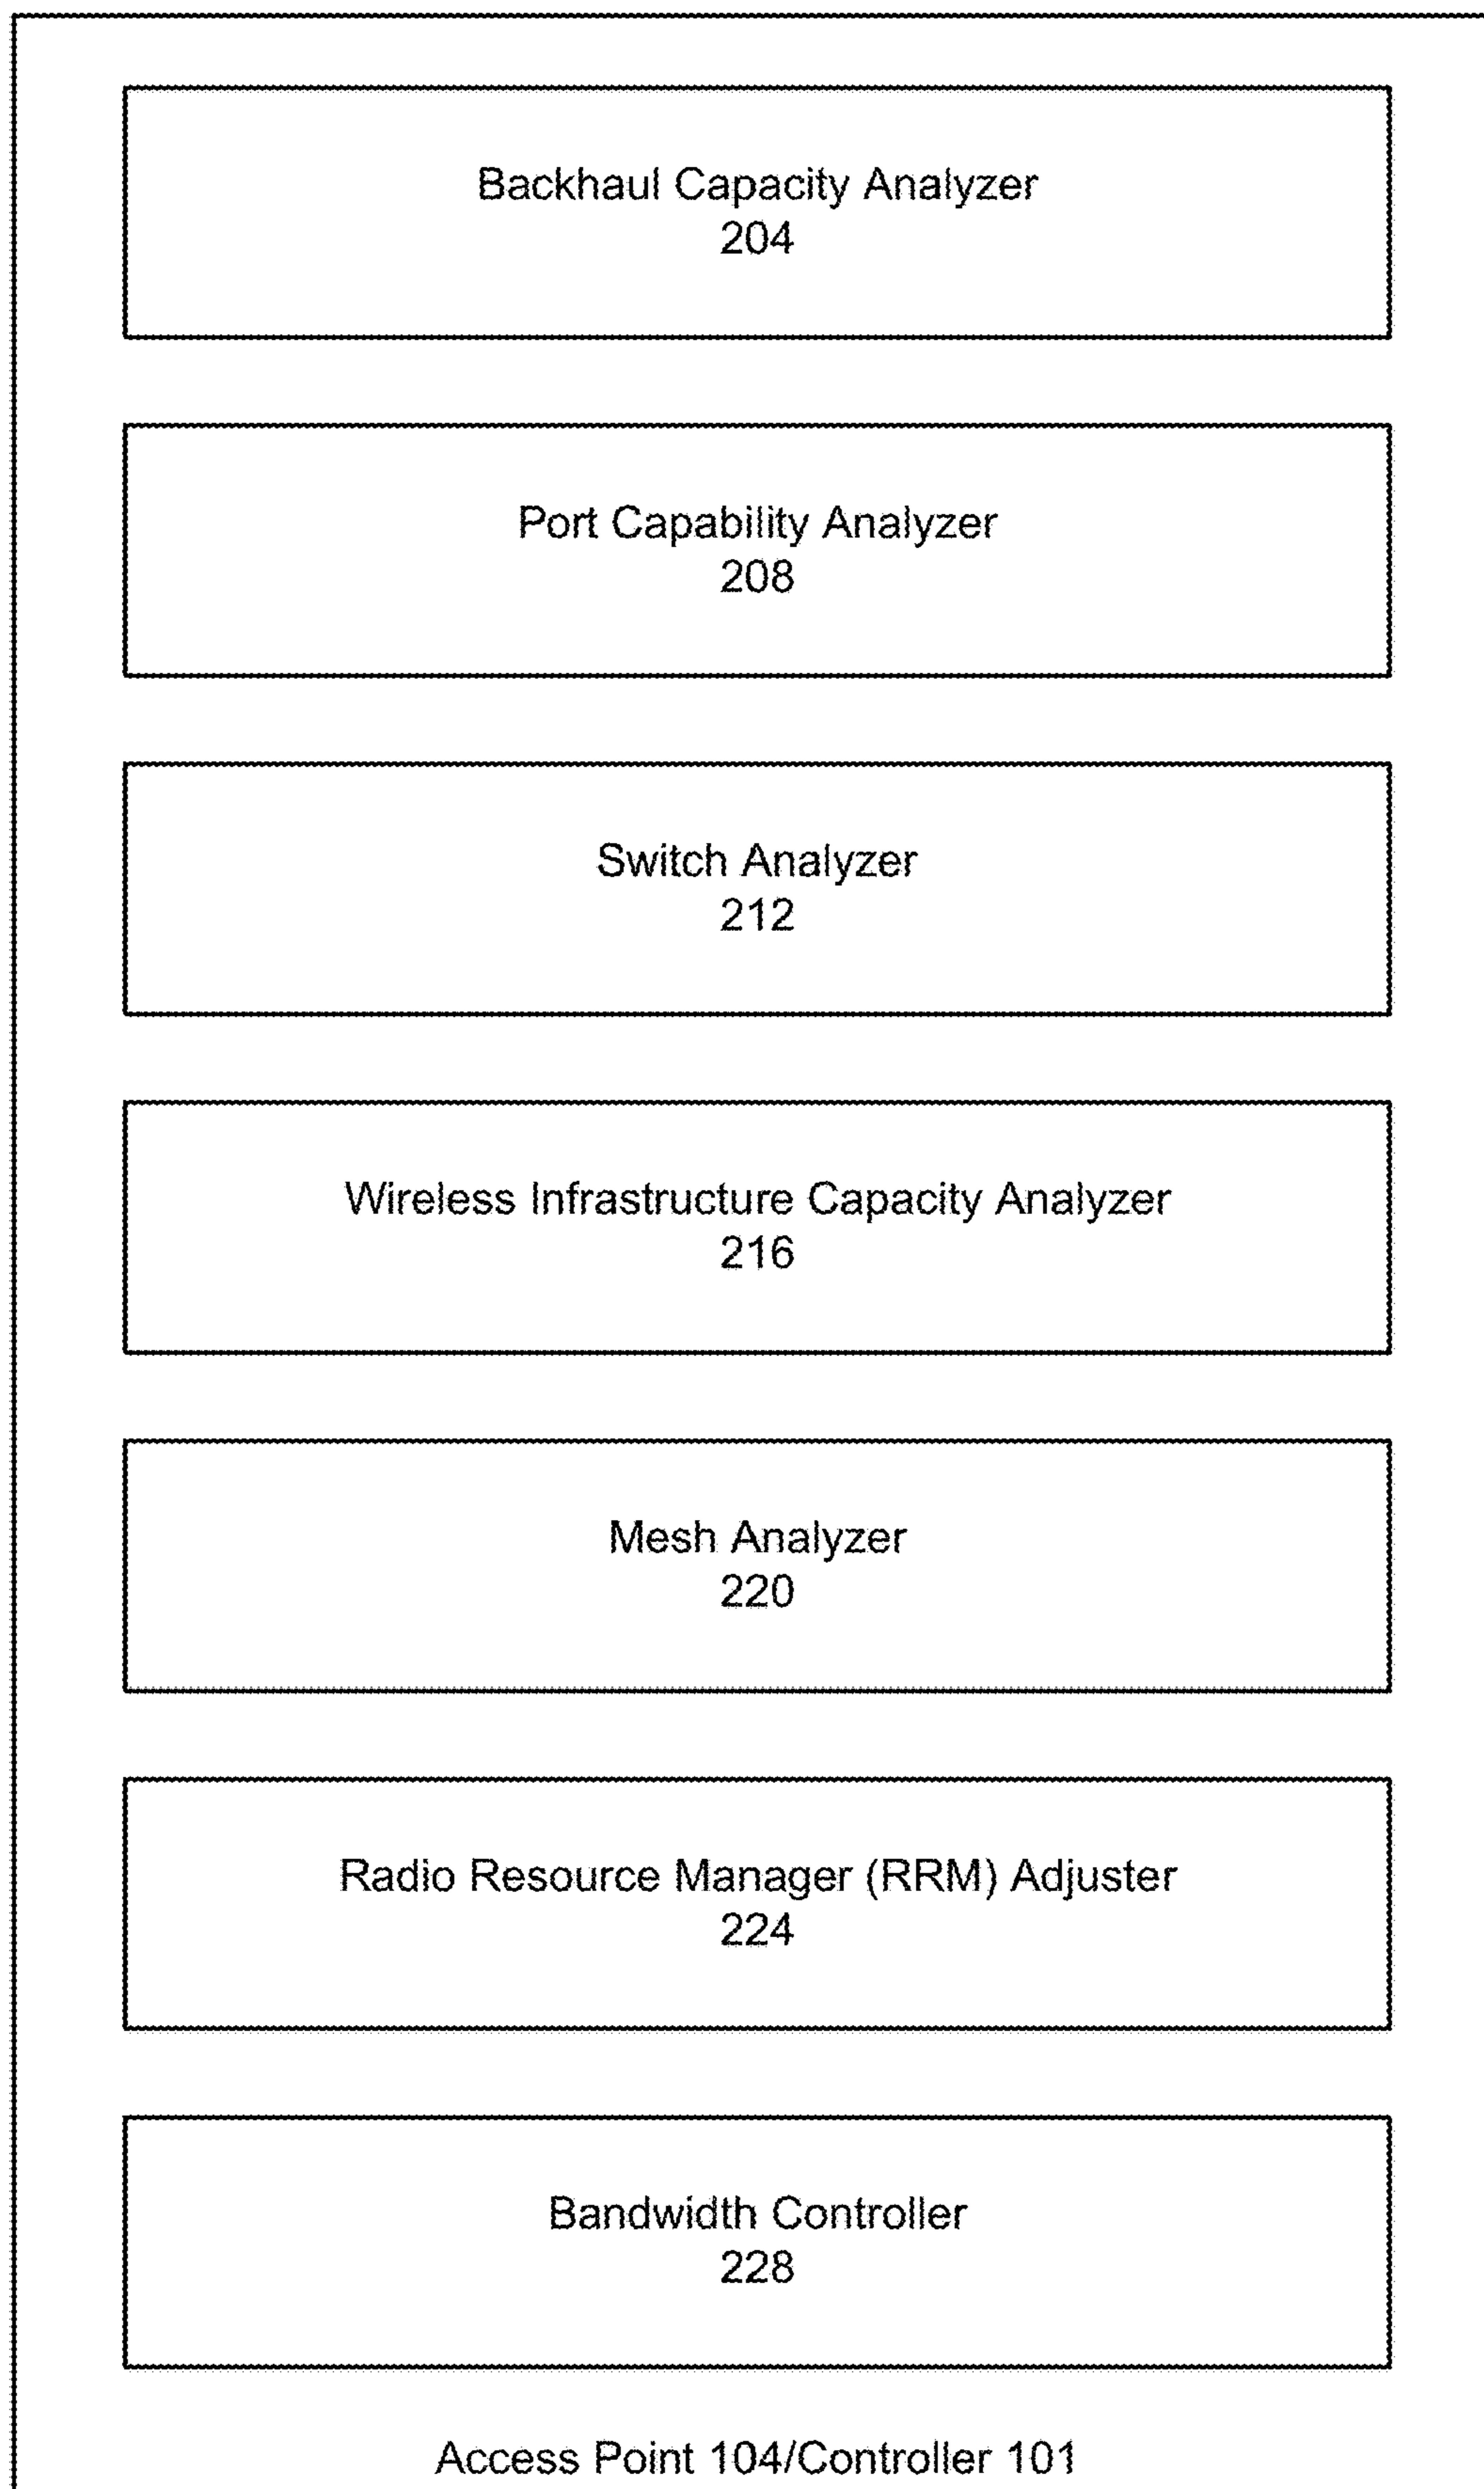 Backhaul Capacity Analyzer
204
Port Capability Analyzer
208
Switch Analyzer
212
Wireless Infrastructure Capacity Analyzer
216
Mesh Analyzer
220
Radio Resource Manager (RRM) Adjuster
224
Bandwidth Controller
228
Access Point 104/Controller 101